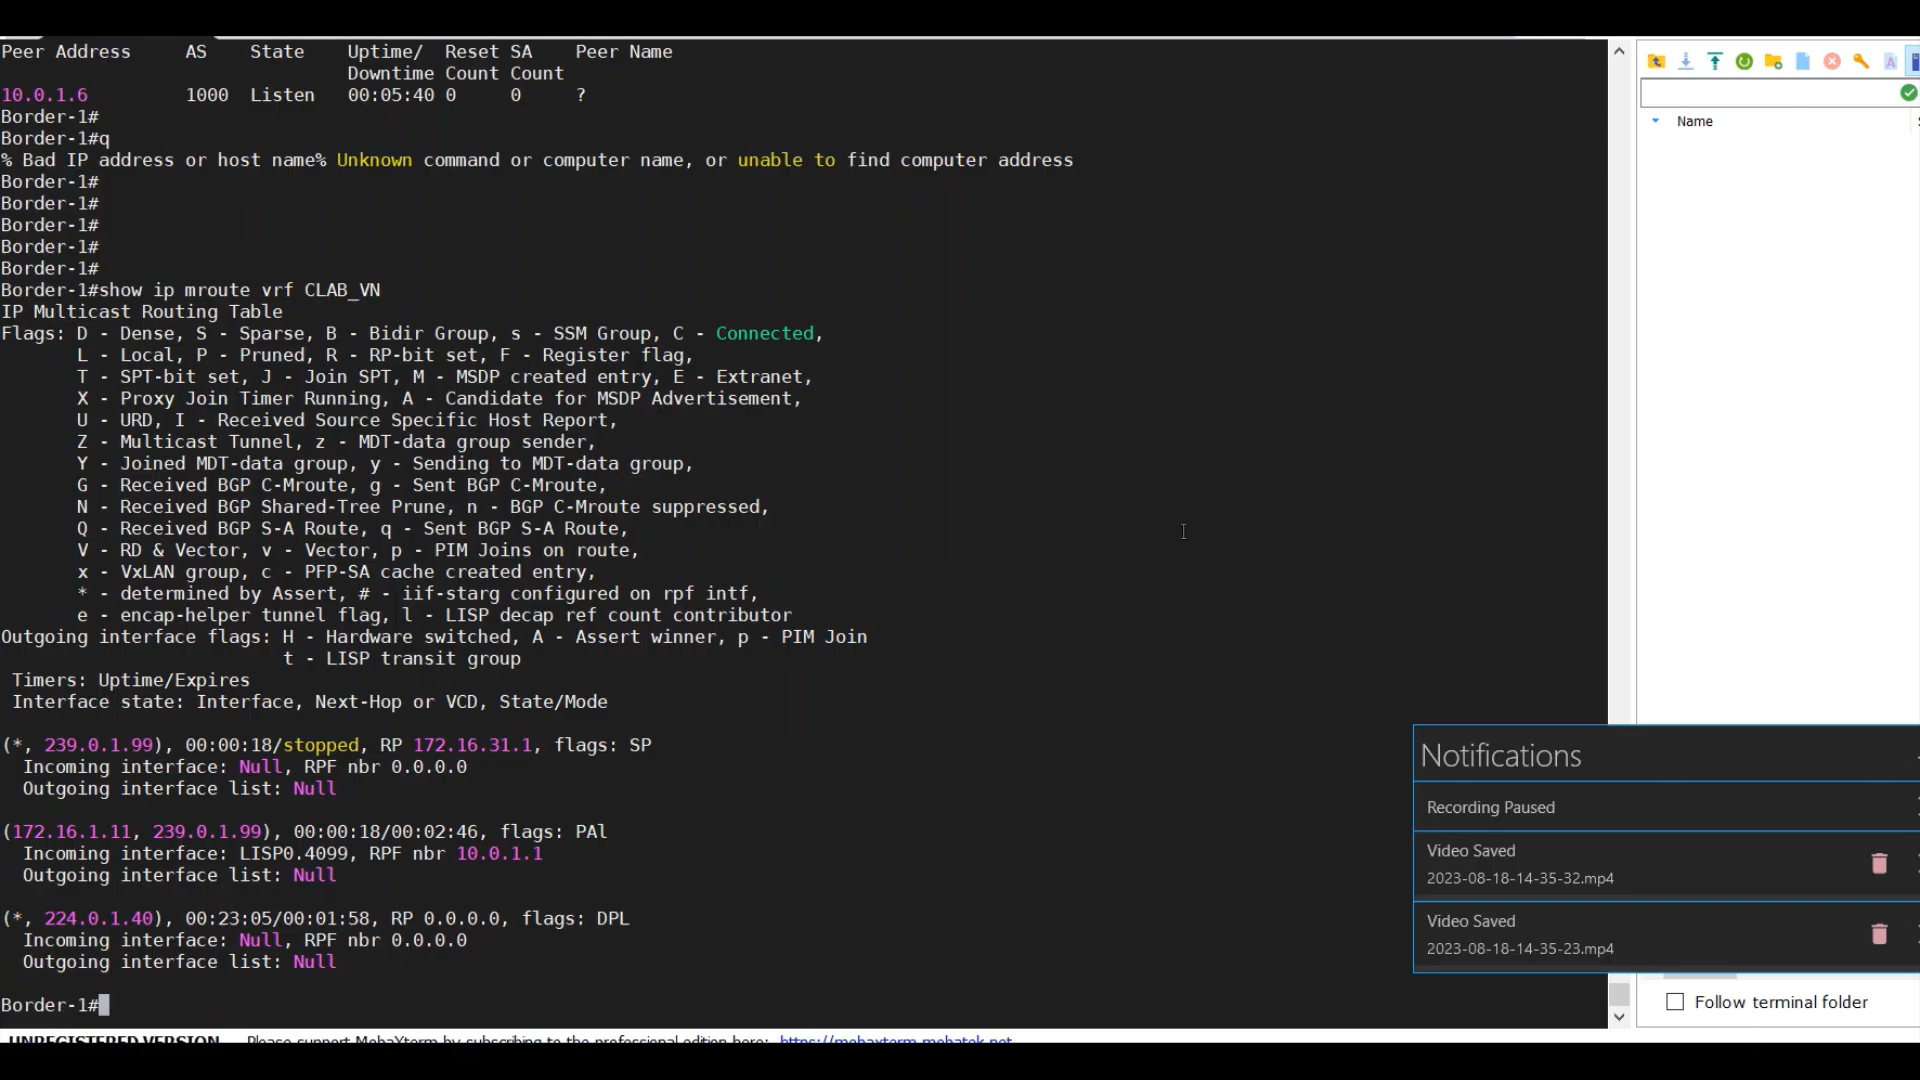 Peer Address     AS    State    Uptime/  Reset SA    Peer Name
                                Downtime Count Count
10.0.1.6         1000  Listen   00:05:40 0     0     ?
Border-1#
Border-1#q
% Bad IP address or host name% Unknown command or computer name, or unable to find computer address
Border-1#
Border-1#
Border-1#
Border-1#
Border-1#
Border-1#show ip mroute vrf CLAB_VN
IP Multicast Routing Table
Flags: D - Dense, S - Sparse, B - Bidir Group, s - SSM Group, C - Connected,
       L - Local, P - Pruned, R - RP-bit set, F - Register flag,
       T - SPT-bit set, J - Join SPT, M - MSDP created entry, E - Extranet,
       X - Proxy Join Timer Running, A - Candidate for MSDP Advertisement,
       U - URD, I - Received Source Specific Host Report,
       Z - Multicast Tunnel, z - MDT-data group sender,
       Y - Joined MDT-data group, y - Sending to MDT-data group,
       G - Received BGP C-Mroute, g - Sent BGP C-Mroute,
       N - Received BGP Shared-Tree Prune, n - BGP C-Mroute suppressed,
       Q - Received BGP S-A Route, q - Sent BGP S-A Route,
       V - RD & Vector, v - Vector, p - PIM Joins on route,
       x - VxLAN group, c - PFP-SA cache created entry,
       * - determined by Assert, # - iif-starg configured on rpf intf,
       e - encap-helper tunnel flag, l - LISP decap ref count contributor
Outgoing interface flags: H - Hardware switched, A - Assert winner, p - PIM Join
                          t - LISP transit group
 Timers: Uptime/Expires
 Interface state: Interface, Next-Hop or VCD, State/Mode
(*, 239.0.1.99), 00:00:18/stopped, RP 172.16.31.1, flags: SP
  Incoming interface: Null, RPF nbr 0.0.0.0
  Outgoing interface list: Null
(172.16.1.11, 239.0.1.99), 00:00:18/00:02:46, flags: PAl
  Incoming interface: LISP0.4099, RPF nbr 10.0.1.1
  Outgoing interface list: Null
(*, 224.0.1.40), 00:23:05/00:01:58, RP 0.0.0.0, flags: DPL
  Incoming interface: Null, RPF nbr 0.0.0.0
  Outgoing interface list: Null
Border-1#
Name
Notifications
Recording Paused
Video Saved
2023-08-18-14-35-32.mp4
Video Saved
2023-08-18-14-35-23.mp4
Follow terminal folder
UNREGISTERED VERSION - Please support MobaXterm by subscribing to the professional edition here: https://mobaxterm.mobatek.net